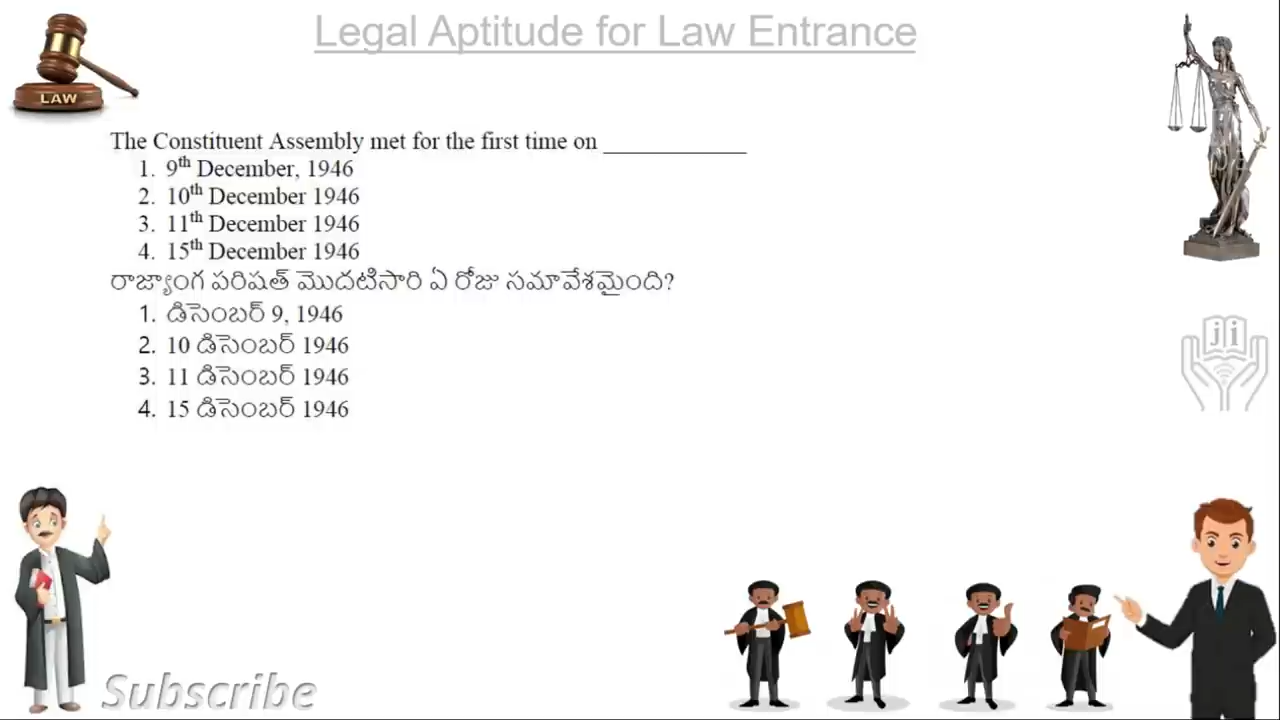 Legal Aptitude for Law Entrance
LAW
The Constituent Assembly met for the first time on ____________
1. 9th December, 1946
2. 10th December 1946
3. 11th December 1946
4. 15th December 1946
రాజ్యాంగ పరిషత్ మొదటిసారి ఏ రోజు సమావేశమైంది?
1. డిసెంబర్ 9, 1946
2. 10 డిసెంబర్ 1946
3. 11 డిసెంబర్ 1946
4. 15 డిసెంబర్ 1946
ji
Subscribe